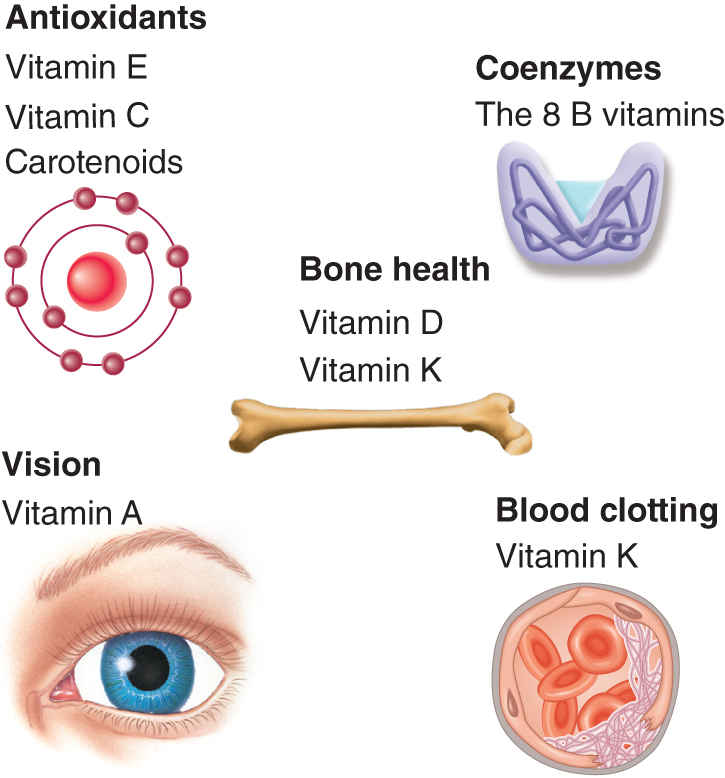 Antioxidants
Vitamin E
Vitamin C
Carotenoids
Coenzymes
The 8 B vitamins
Bone health
Vitamin D
Vitamin K
Vision
Vitamin A
Blood clotting
Vitamin K